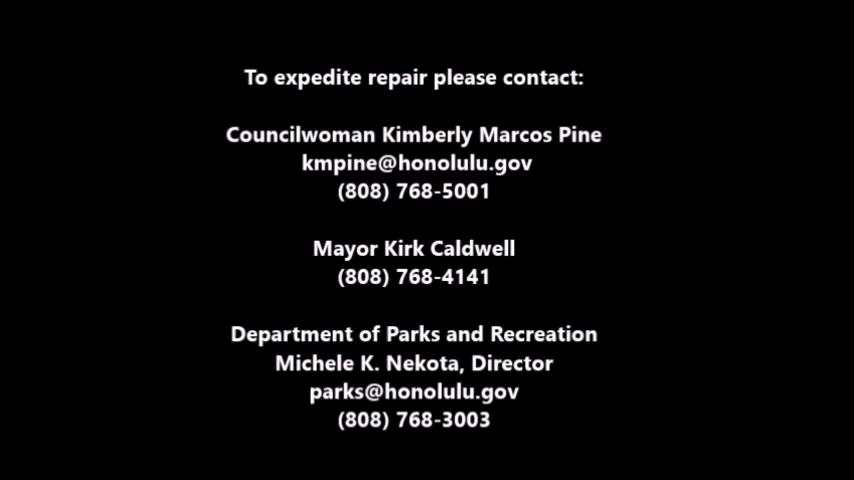 To expedite repair please contact:
Councilwoman Kimberly Marcos Pine
kmpine@honolulu.gov
(808) 768-5001
Mayor Kirk Caldwell
(808) 768-4141
Department of Parks and Recreation
Michele K. Nekota, Director
parks@honolulu.gov
(808) 768-3003